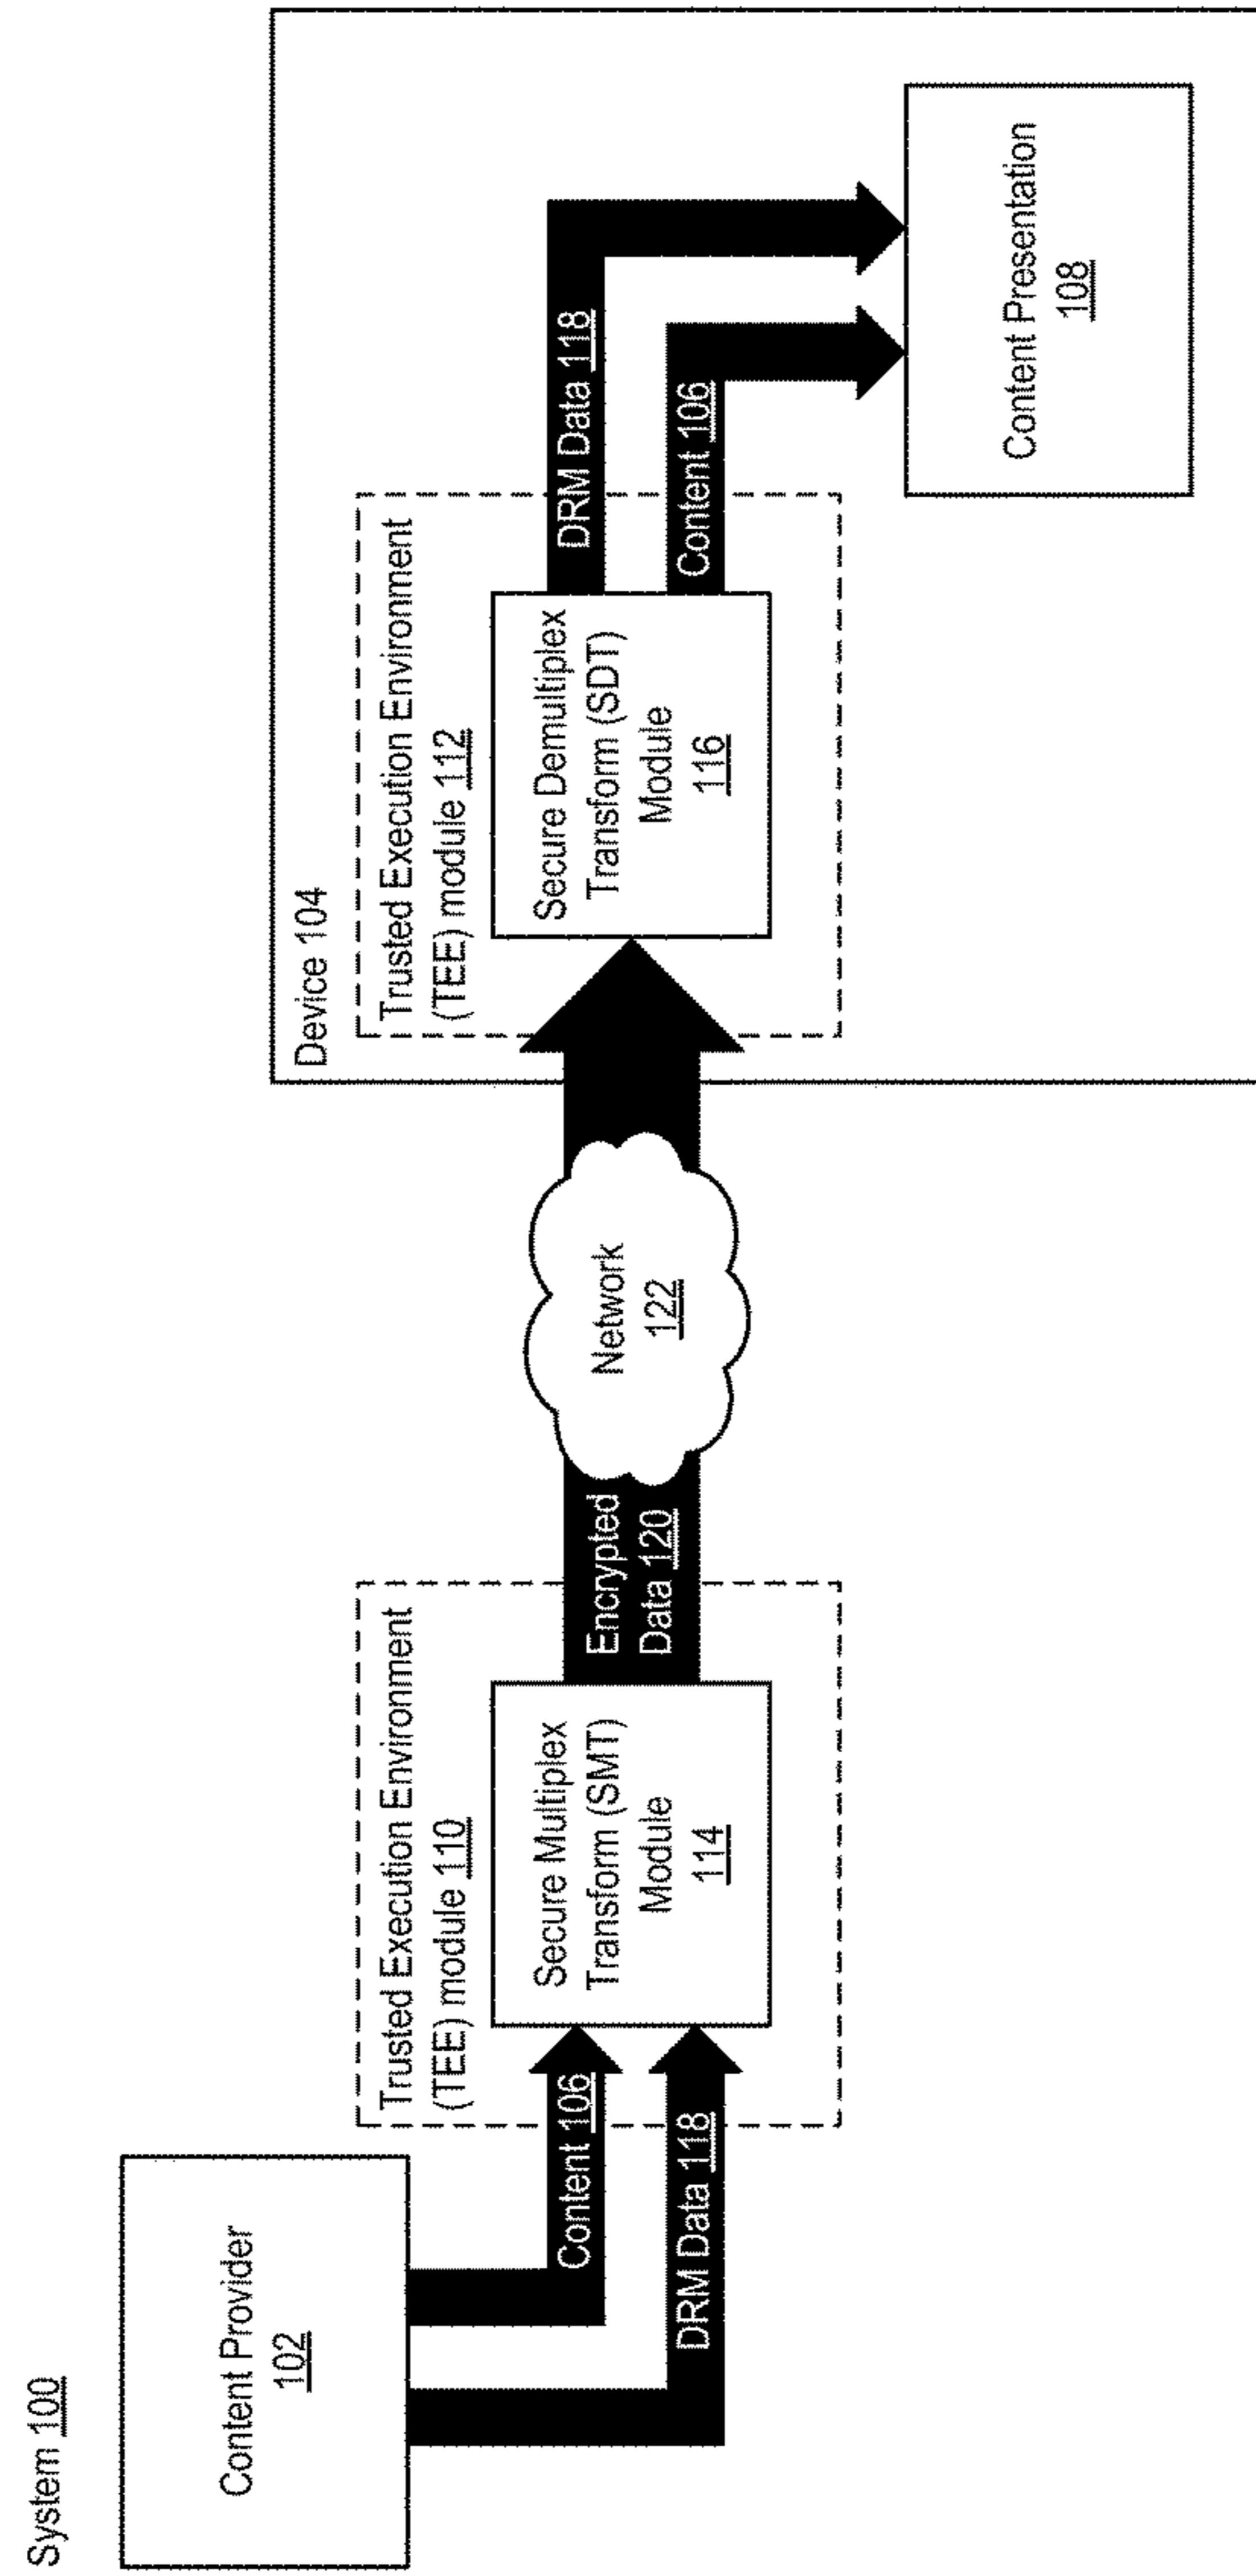 System 100
Content Provider
102
Content 106
DRM Data 118
Trusted Execution Environment
(TEE) module 110
Secure Multiplex
Transform (SMT)
Module
114
Encrypted
Data 120
Network
122
Device 104
Trusted Execution Environment
(TEE) module 112
Secure Demultiplex
Transform (SDT)
Module
116
DRM Data 118
Content 106
Content Presentation
108